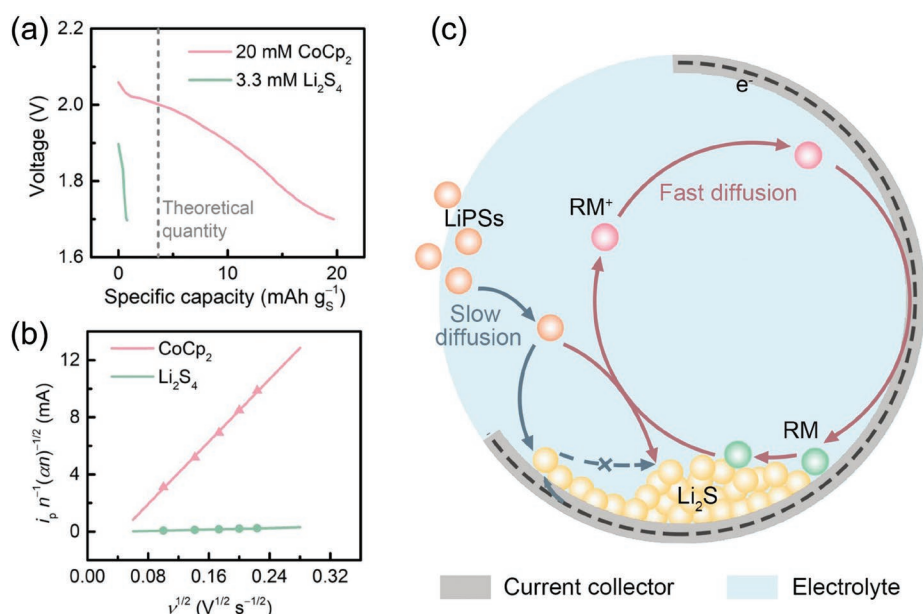 (a)
2.2
2.0
1.8
1.6
Voltage (V)
20 mM CoCp₂
3.3 mM Li₂S₄
Theoretical
quantity
0 10 20
Specific capacity (mAh gₛ⁻¹)
(b)
12
8
4
0
iₚ n⁻¹(αn)⁻¹/² (mA)
CoCp₂
Li₂S₄
0.00 0.08 0.16 0.24 0.32
ν¹/² (V¹/² s⁻¹/²)
(c)
e⁻
LiPSs
RM⁺
Fast diffusion
Slow
diffusion
RM
Li₂S
Current collector
Electrolyte